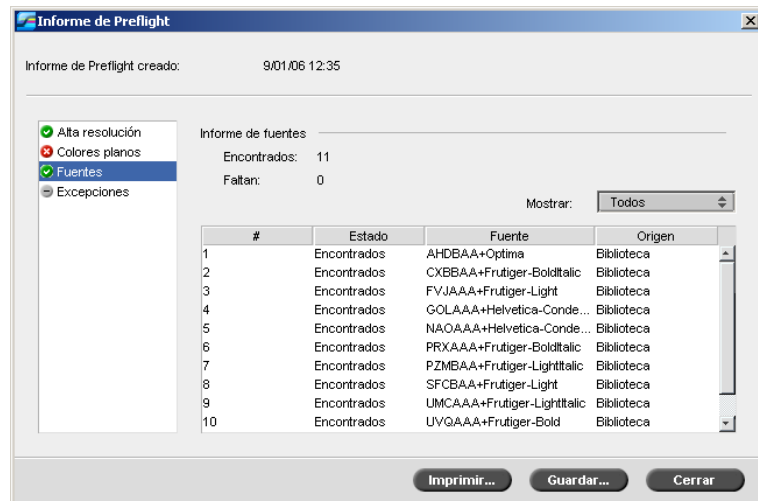 Informe de Preflight
Informe de Preflight creado: 9/01/06 12:35
Alta resolución
Colores planos
Fuentes
Excepciones
Informe de fuentes
Encontrados: 11
Faltan: 0
Mostrar: Todos
# Estado Fuente Origen
1 Encontrados AHDBAA+Optima Biblioteca
2 Encontrados CXBBAA+Frutiger-BoldItalic Biblioteca
3 Encontrados FVJAAA+Frutiger-Light Biblioteca
4 Encontrados GOLAAA+Helvetica-Conde... Biblioteca
5 Encontrados NAOAAA+Helvetica-Conde... Biblioteca
6 Encontrados PRXAAA+Frutiger-BoldItalic Biblioteca
7 Encontrados PZMBAA+Frutiger-LightItalic Biblioteca
8 Encontrados SFCBAA+Frutiger-Light Biblioteca
9 Encontrados UMCAAA+Frutiger-LightItalic Biblioteca
10 Encontrados UVQAAA+Frutiger-Bold Biblioteca
Imprimir... Guardar... Cerrar